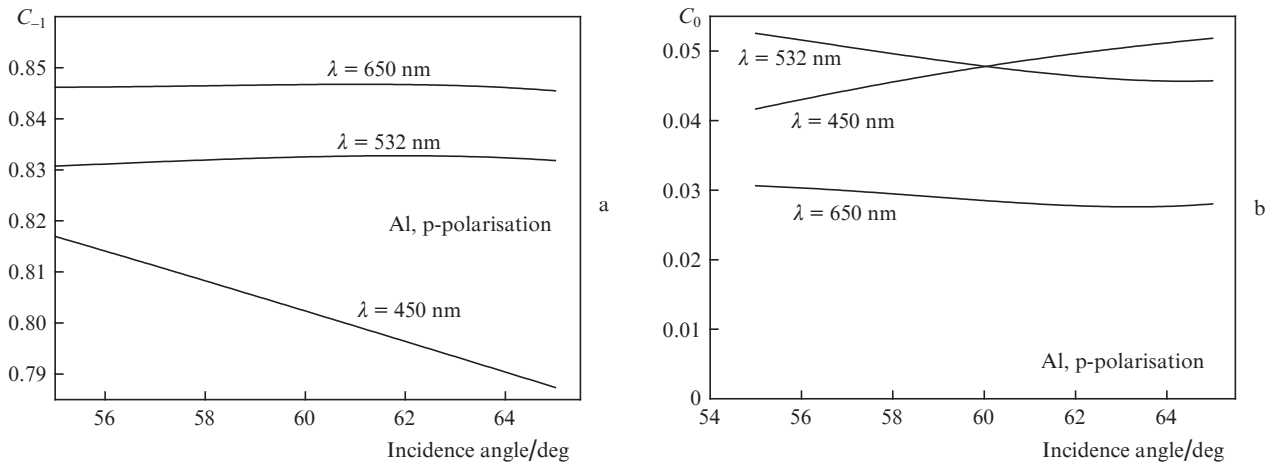 C₋₁
0.85
0.84
0.83
0.82
0.81
0.80
0.79
λ = 650 nm
λ = 532 nm
Al, p-polarisation
λ = 450 nm
56
58
60
62
64
Incidence angle/deg
a
C₀
0.05
0.04
0.03
0.02
0.01
0
λ = 532 nm
λ = 450 nm
λ = 650 nm
Al, p-polarisation
54
56
58
60
62
64
Incidence angle/deg
b